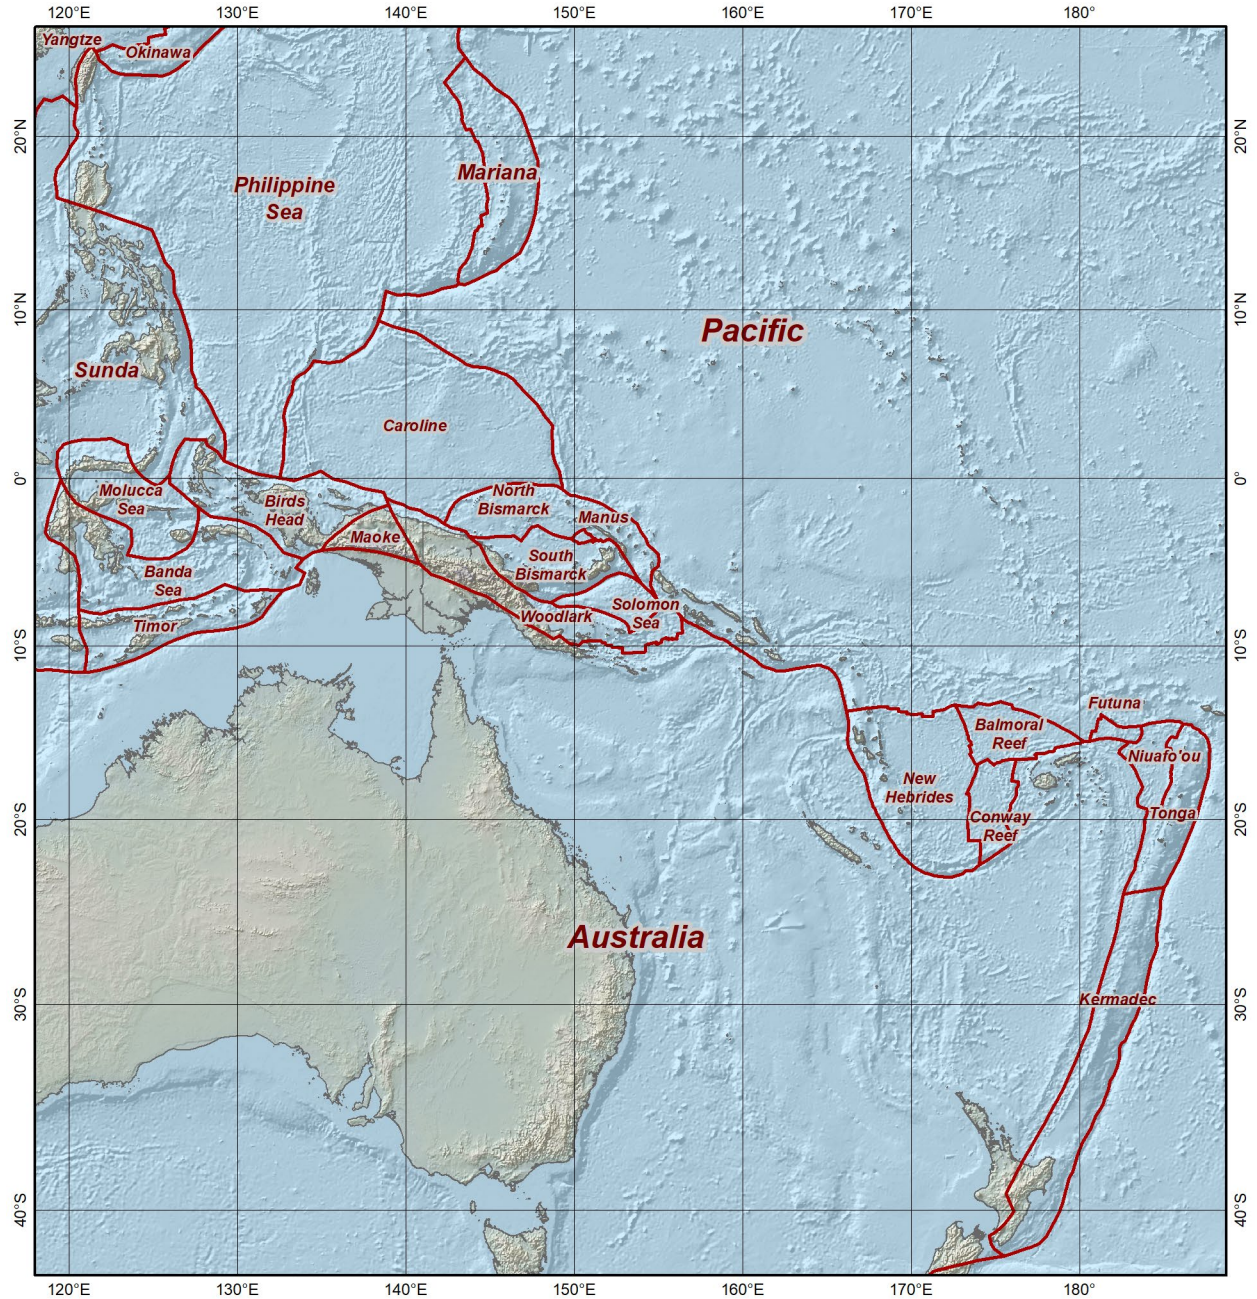 120°E 130°E 140°E 150°E 160°E 170°E 180°
Yangtze
Okinawa
20°N
20°N
Mariana
Philippine
Sea
10°N
10°N
Pacific
Sunda
Caroline
0°
0°
Molucca
Sea
Birds
Head
North
Bismarck
Manus
Maoke
South
Bismarck
Banda
Sea
Solomon
Sea
Woodlark
Timor
10°S
10°S
Futuna
Balmoral
Reef
Niuafo'ou
New
Hebrides
Conway
Reef
Tonga
20°S
20°S
Australia
Kermadec
30°S
30°S
40°S
40°S
120°E 130°E 140°E 150°E 160°E 170°E 180°